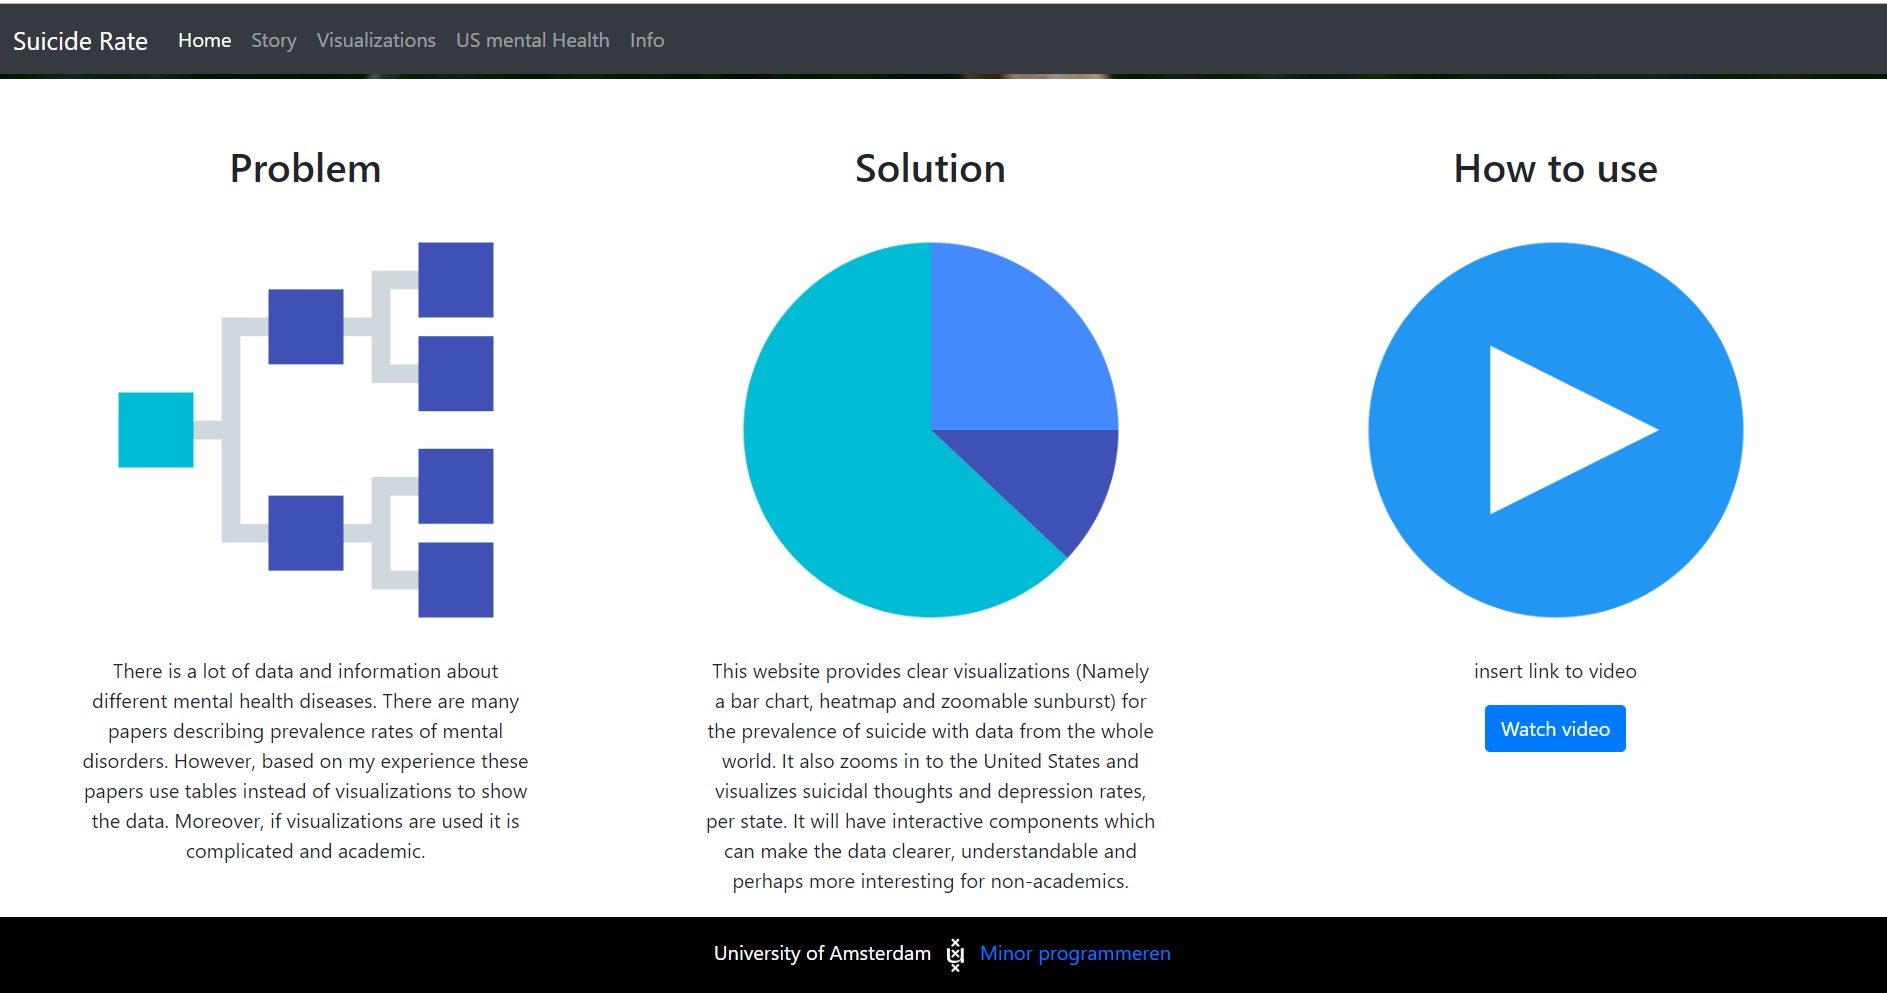 Suicide Rate Home Story Visualizations US mental Health Info
Problem
There is a lot of data and information about
different mental health diseases. There are many
papers describing prevalence rates of mental
disorders. However, based on my experience these
papers use tables instead of visualizations to show
the data. Moreover, if visualizations are used it is
complicated and academic.
Solution
This website provides clear visualizations (Namely
a bar chart, heatmap and zoomable sunburst) for
the prevalence of suicide with data from the whole
world. It also zooms in to the United States and
visualizes suicidal thoughts and depression rates,
per state. It will have interactive components which
can make the data clearer, understandable and
perhaps more interesting for non-academics.
How to use
insert link to video
Watch video
University of Amsterdam Minor programmeren